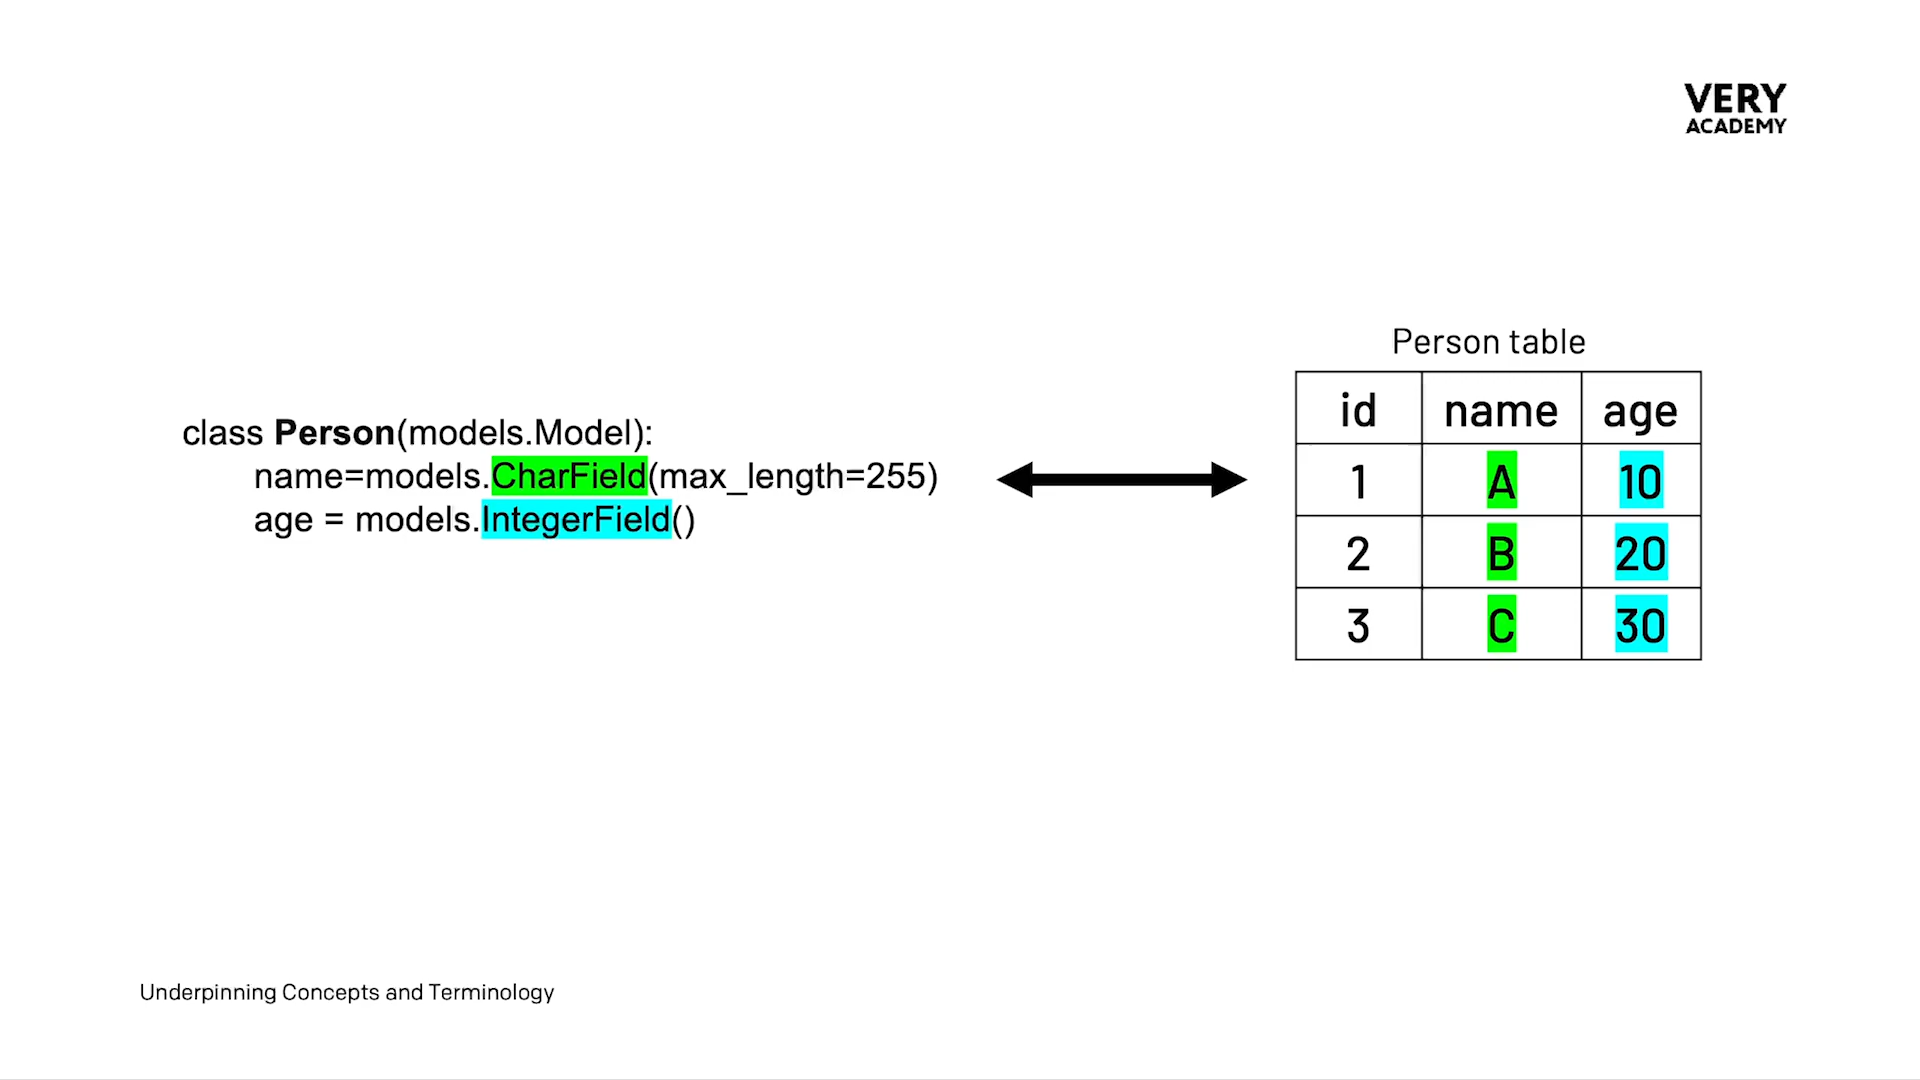 VERY
ACADEMY
class Person(models.Model):
name=models.CharField(max_length=255)
age = models.IntegerField()
Person table
id name age
1 A 10
2 B 20
3 C 30
Underpinning Concepts and Terminology